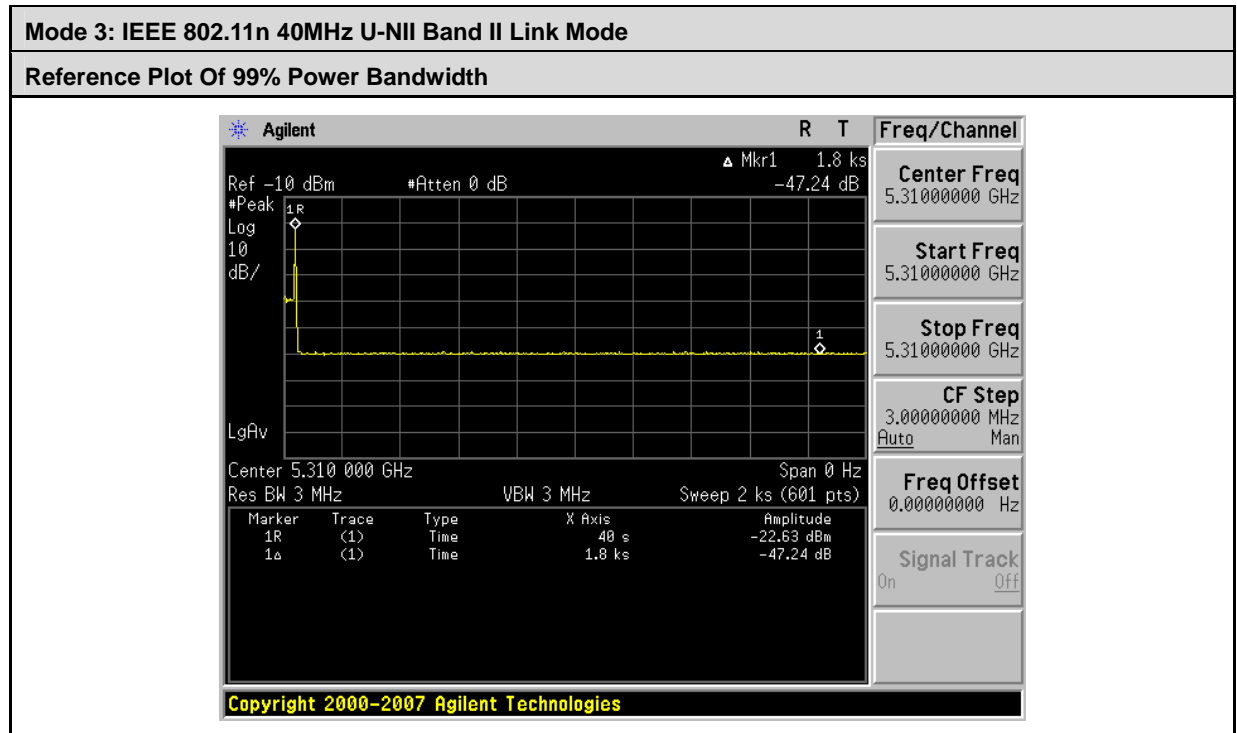 Mode 3: IEEE 802.11n 40MHz U-NII Band II Link Mode
Reference Plot Of 99% Power Bandwidth
Agilent R T
Δ Mkr1 1.8 ks
Ref -10 dBm #Atten 0 dB -47.24 dB
#Peak
Log
10
dB/
1R
1
LgAv
Center 5.310 000 GHz Span 0 Hz
Res BW 3 MHz VBW 3 MHz Sweep 2 ks (601 pts)
Marker Trace Type X Axis Amplitude
1R (1) Time 40 s -22.63 dBm
1Δ (1) Time 1.8 ks -47.24 dB
Copyright 2000-2007 Agilent Technologies
Freq/Channel
Center Freq
5.31000000 GHz
Start Freq
5.31000000 GHz
Stop Freq
5.31000000 GHz
CF Step
3.00000000 MHz
Auto Man
Freq Offset
0.00000000 Hz
Signal Track
On Off